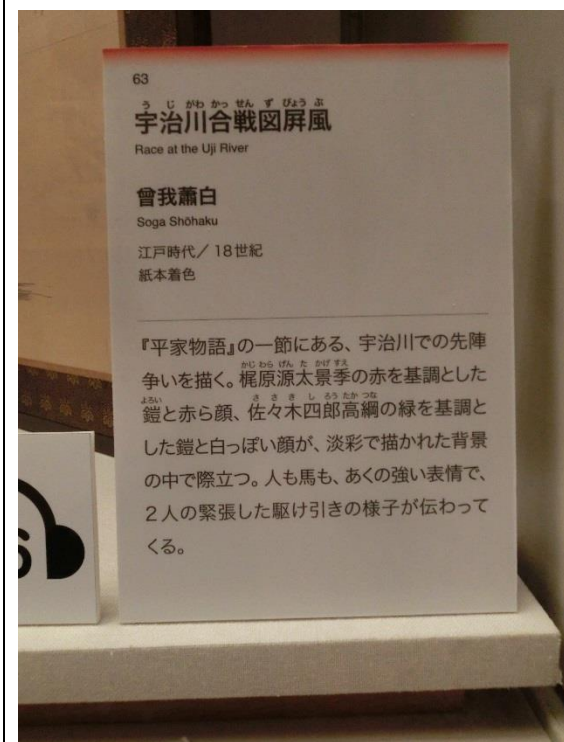 63
うじがわかっせんずびょうぶ
宇治川合戦図屏風
Race at the Uji River
曾我蕭白
Soga Shōhaku
江戸時代／18世紀
紙本着色
『平家物語』の一節にある、宇治川での先陣
かじわらげんたかげすえ
争いを描く。梶原源太景季の赤を基調とした
よろい ささきしろうたかつな
鎧と赤ら顔、佐々木四郎高綱の緑を基調と
した鎧と白っぽい顔が、淡彩で描かれた背景
の中で際立つ。人も馬も、あくの強い表情で、
2人の緊張した駆け引きの様子が伝わって
くる。